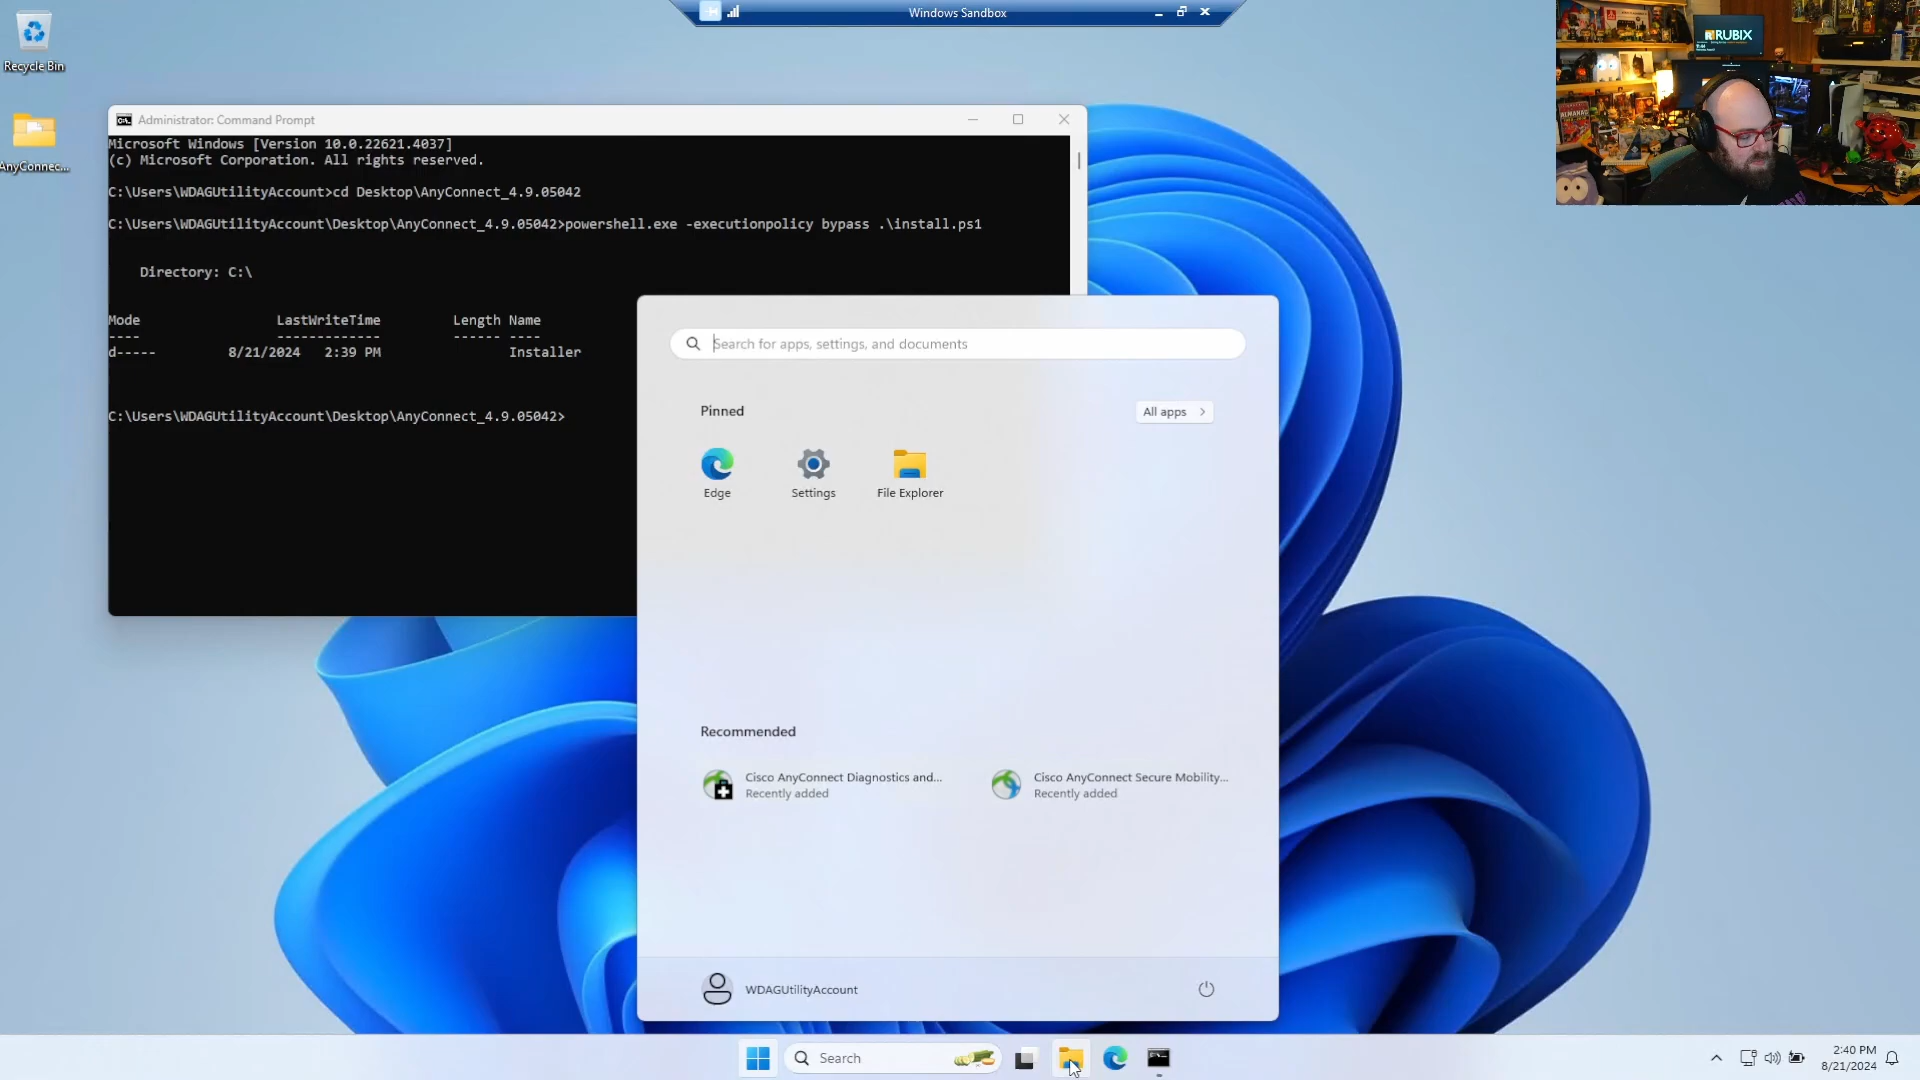 Windows Sandbox
RUBIX
Recycle Bin
AnyConnec...
Administrator: Command Prompt
Microsoft Windows [Version 10.0.22621.4037]
(c) Microsoft Corporation. All rights reserved.
C:\Users\WDAGUtilityAccount>cd Desktop\AnyConnect_4.9.05042
C:\Users\WDAGUtilityAccount\Desktop\AnyConnect_4.9.05042>powershell.exe -executionpolicy bypass .\install.ps1
Directory: C:\
Mode LastWriteTime Length Name
---- ------------- ------ ----
d----- 8/21/2024 2:39 PM Installer
C:\Users\WDAGUtilityAccount\Desktop\AnyConnect_4.9.05042>
Search for apps, settings, and documents
Pinned
All apps >
Edge
Settings
File Explorer
Recommended
Cisco AnyConnect Diagnostics and...
Recently added
Cisco AnyConnect Secure Mobility...
Recently added
WDAGUtilityAccount
Search
2:40 PM
8/21/2024